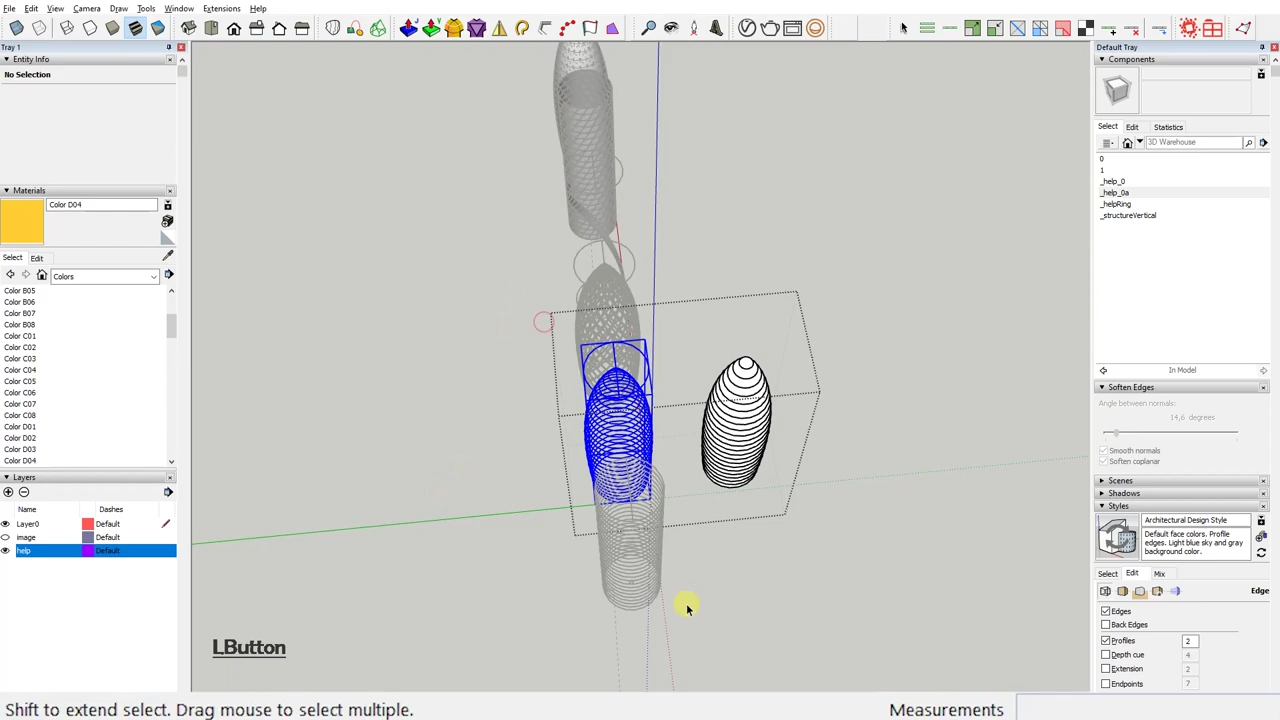 File Edit View Camera Draw Tools Window Extensions Help
Tray 1
Entity Info
No Selection
Materials
Color D04
Select Edit
Colors
Color B05
Color B06
Color B07
Color B08
Color C01
Color C02
Color C03
Color C04
Color C05
Color C06
Color C07
Color C08
Color D01
Color D02
Color D03
Color D04
Layers
Name Dashes
Layer0 Default
image Default
help Default
LButton
Default Tray
Components
Select Edit Statistics
3D Warehouse
0
1
_help_0
_help_0a
_helpRing
_structureVertical
In Model
Soften Edges
Angle between normals:
14,6 degrees
Smooth normals
Soften coplanar
Scenes
Shadows
Styles
Architectural Design Style
Default face colors. Profile
edges. Light blue sky and gray
background color.
Select Edit Mix
Edge
Edges
Back Edges
Profiles 2
Depth cue 4
Extension 2
Endpoints 7
Shift to extend select. Drag mouse to select multiple. Measurements